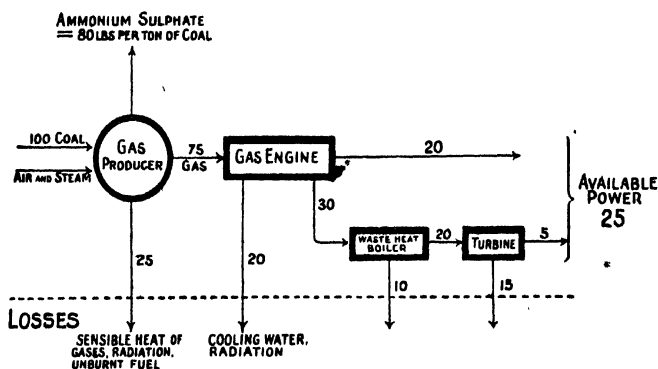 AMMONIUM SULPHATE
= 80 LBS PER TON OF COAL
100 COAL
AIR AND STEAM
GAS
PRODUCER
75
GAS
GAS ENGINE
20
30
WASTE HEAT
BOILER
20
TURBINE
5
AVAILABLE
POWER
25
25
20
10
15
LOSSES
SENSIBLE HEAT OF
GASES, RADIATION,
UNBURNT FUEL
COOLING WATER,
RADIATION